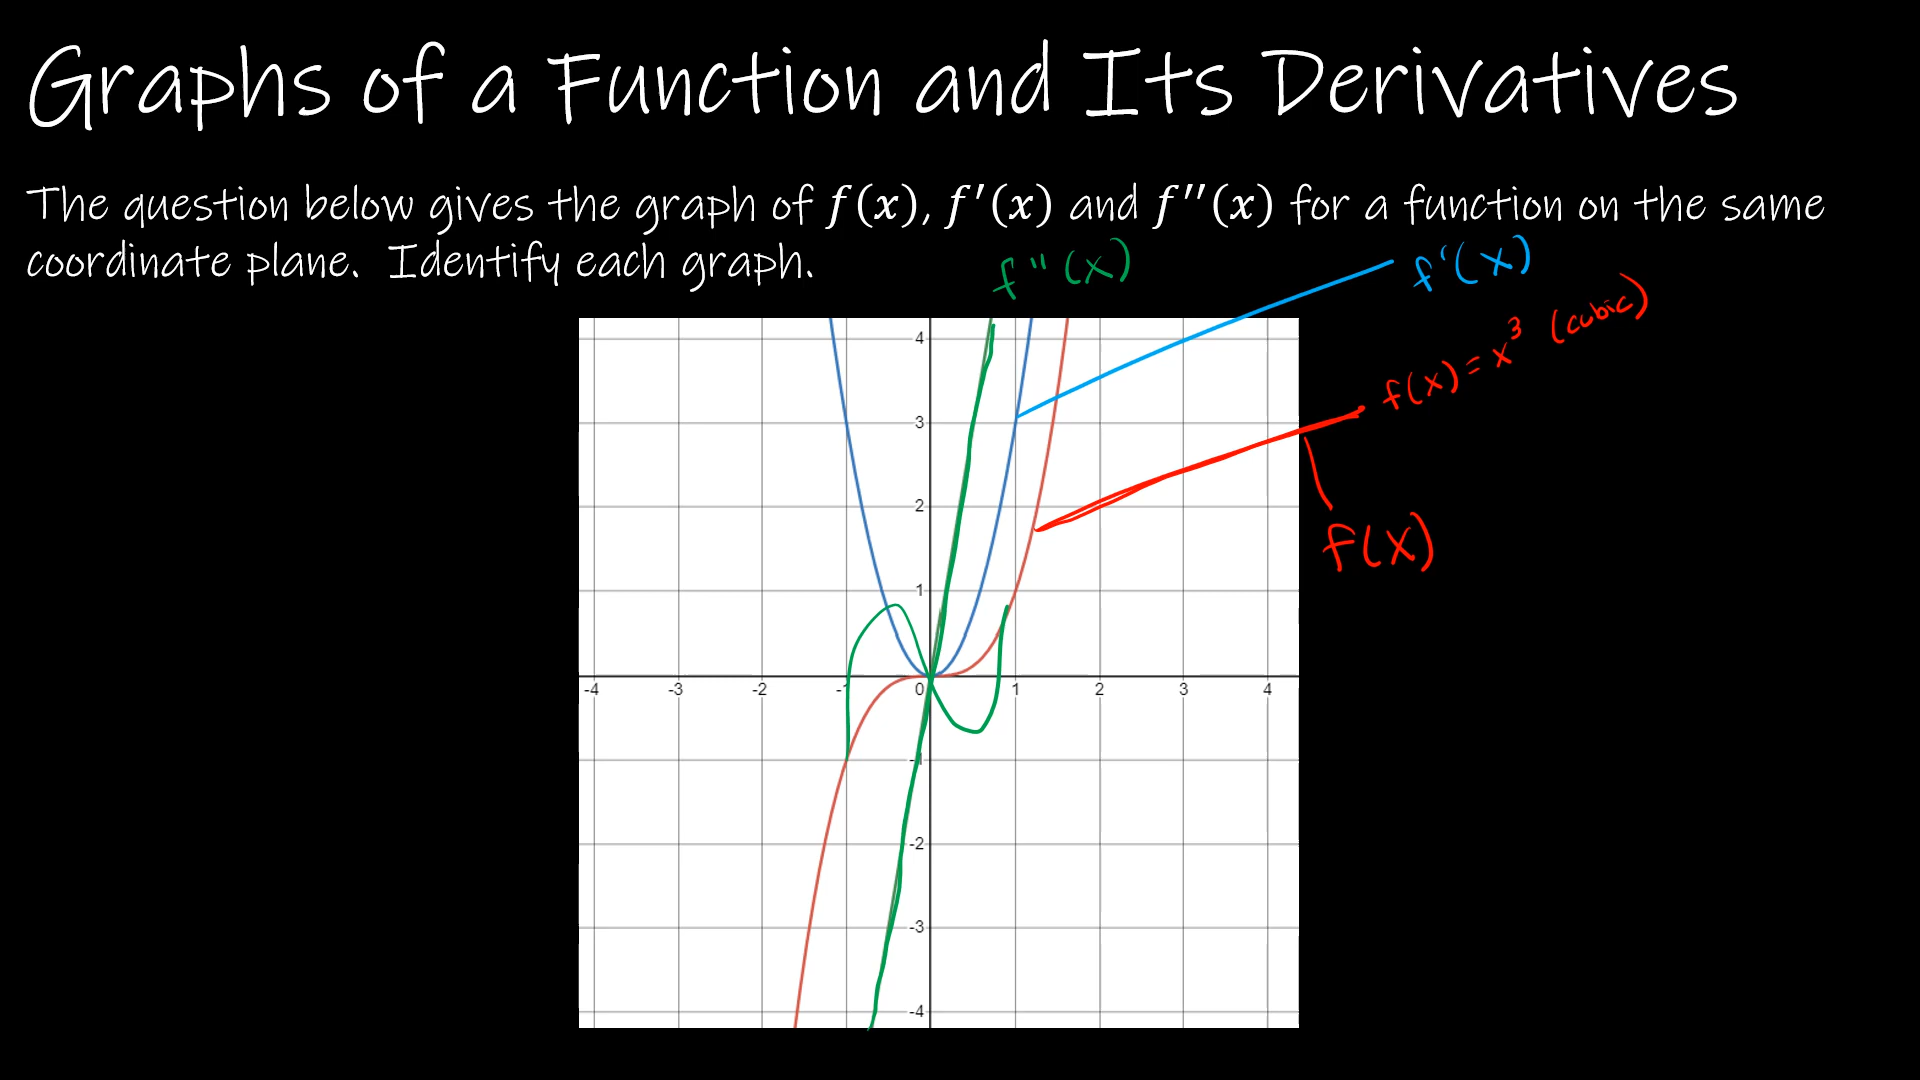 Graphs of a Function and Its Derivatives
The question below gives the graph of f(x), f′(x) and f′′(x) for a function on the same
coordinate plane. Identify each graph.
f"(x)
f'(x)
f(x) = x³ (cubic)
f(x)
4
3
2
1
-4 -3 -2 -1 0 1 2 3 4
-1
-2
-3
-4